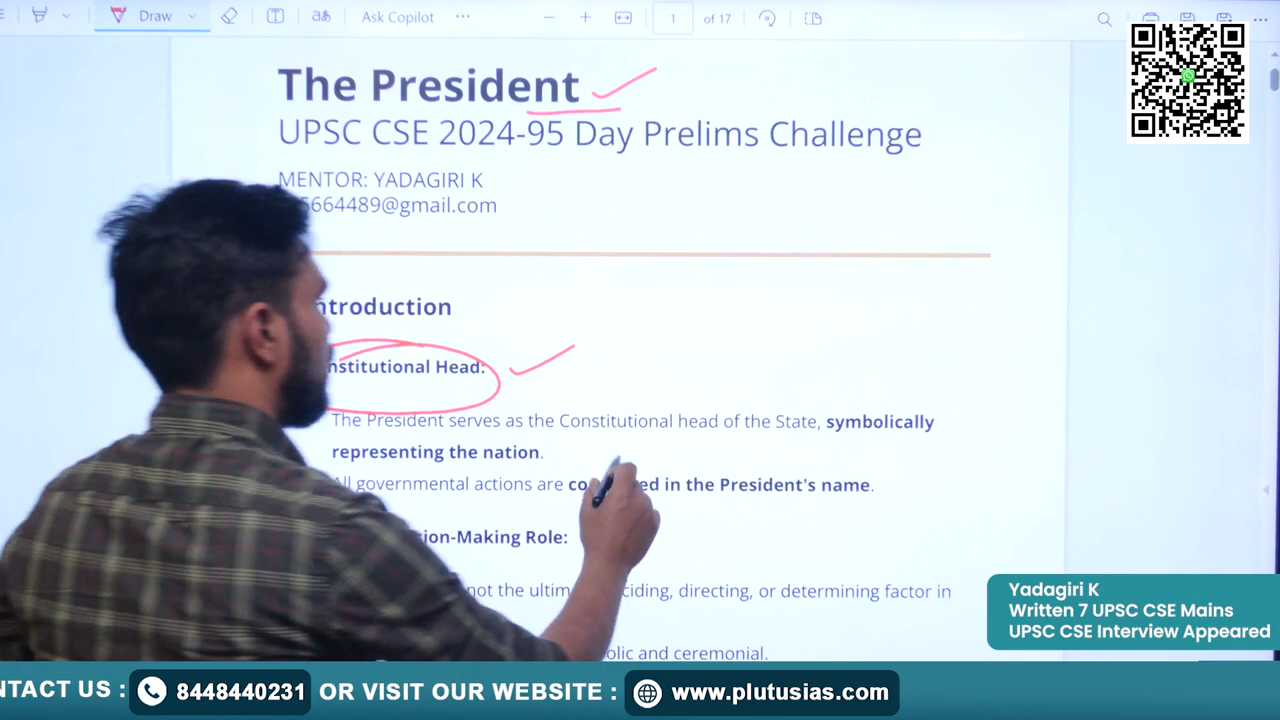 Draw
Ask Copilot
1 of 17
The President
UPSC CSE 2024-95 Day Prelims Challenge
MENTOR: YADAGIRI K
5664489@gmail.com
ntroduction
nstitutional Head:
The President serves as the Constitutional head of the State, symbolically
representing the nation.
All governmental actions are co ed in the President's name.
ion-Making Role:
not the ultim ciding, directing, or determining factor in
olic and ceremonial.
Yadagiri K
Written 7 UPSC CSE Mains
UPSC CSE Interview Appeared
NTACT US : 8448440231 OR VISIT OUR WEBSITE : www.plutusias.com